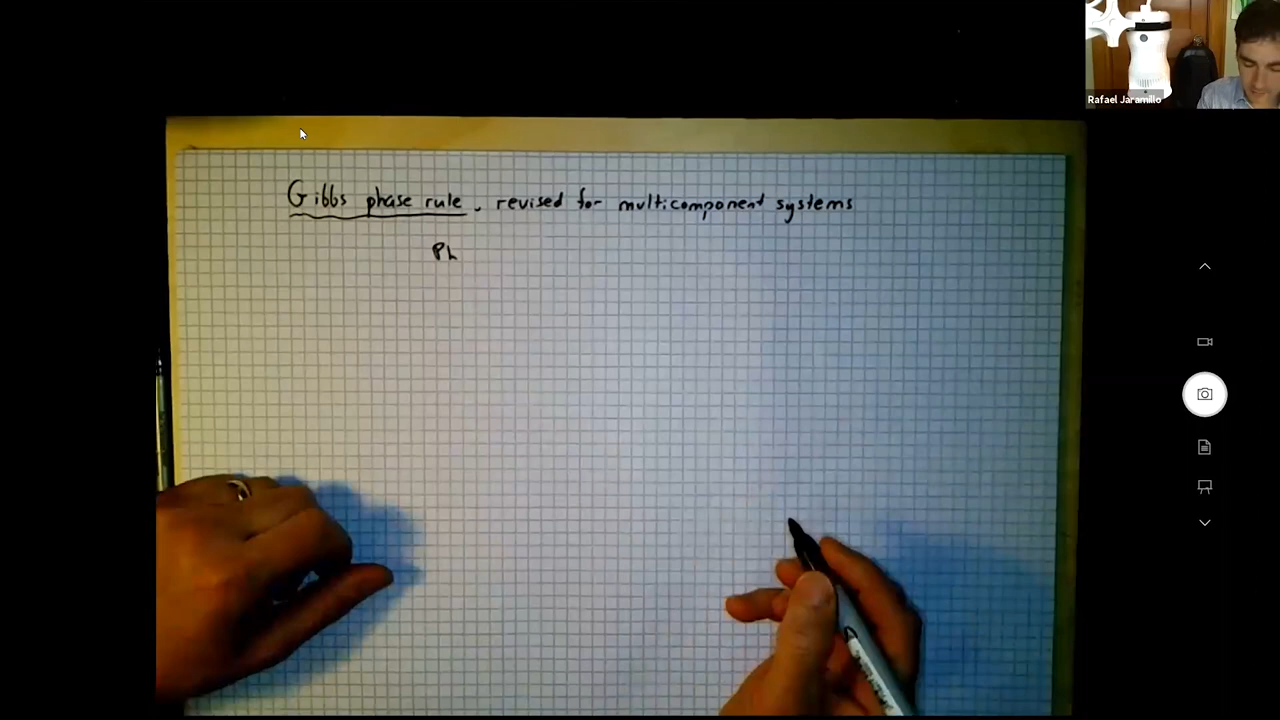 Rafael Jaramillo
Gibbs phase rule, revised for multicomponent systems
Ph